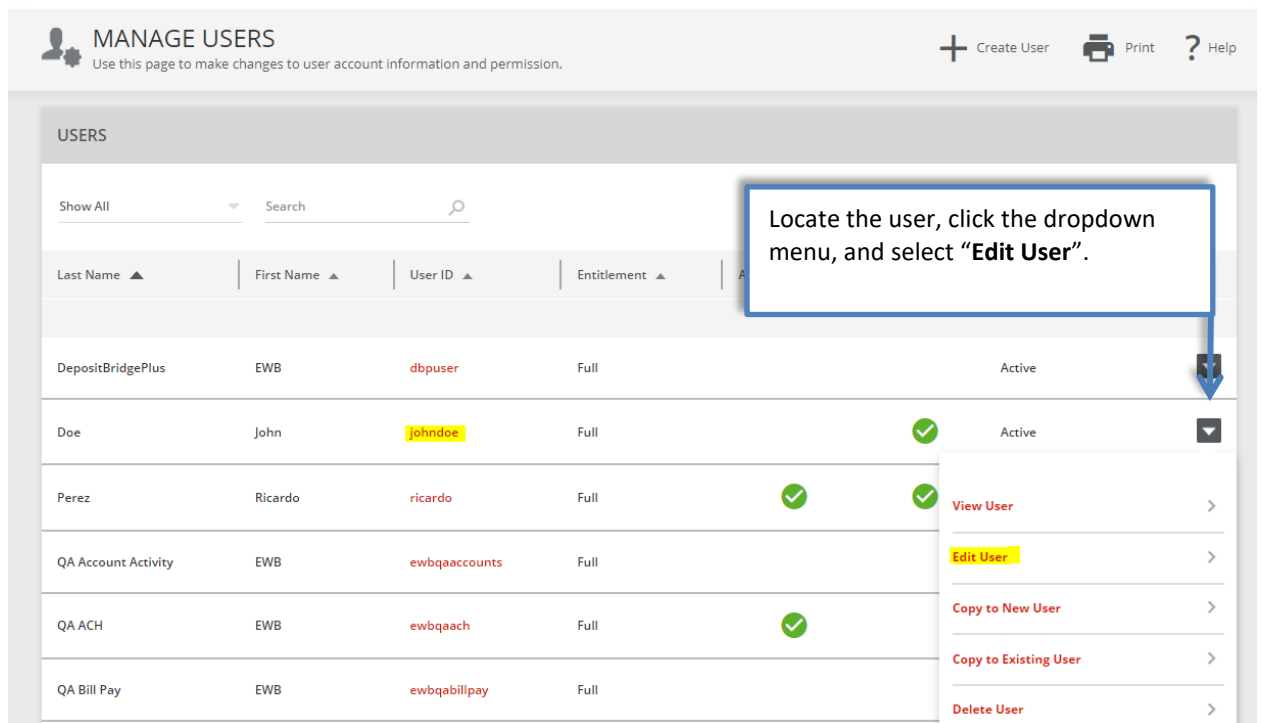 MANAGE USERS
Use this page to make changes to user account information and permission.
Create User Print ? Help
USERS
Show All Search
Locate the user, click the dropdown
menu, and select “Edit User”.
Last Name First Name User ID Entitlement
DepositBridgePlus EWB dbpuser Full Active
Doe John johndoe Full Active
Perez Ricardo ricardo Full
View User
QA Account Activity EWB ewbqaaccounts Full
Edit User
Copy to New User
QA ACH EWB ewbqaach Full
Copy to Existing User
QA Bill Pay EWB ewbqabillpay Full
Delete User